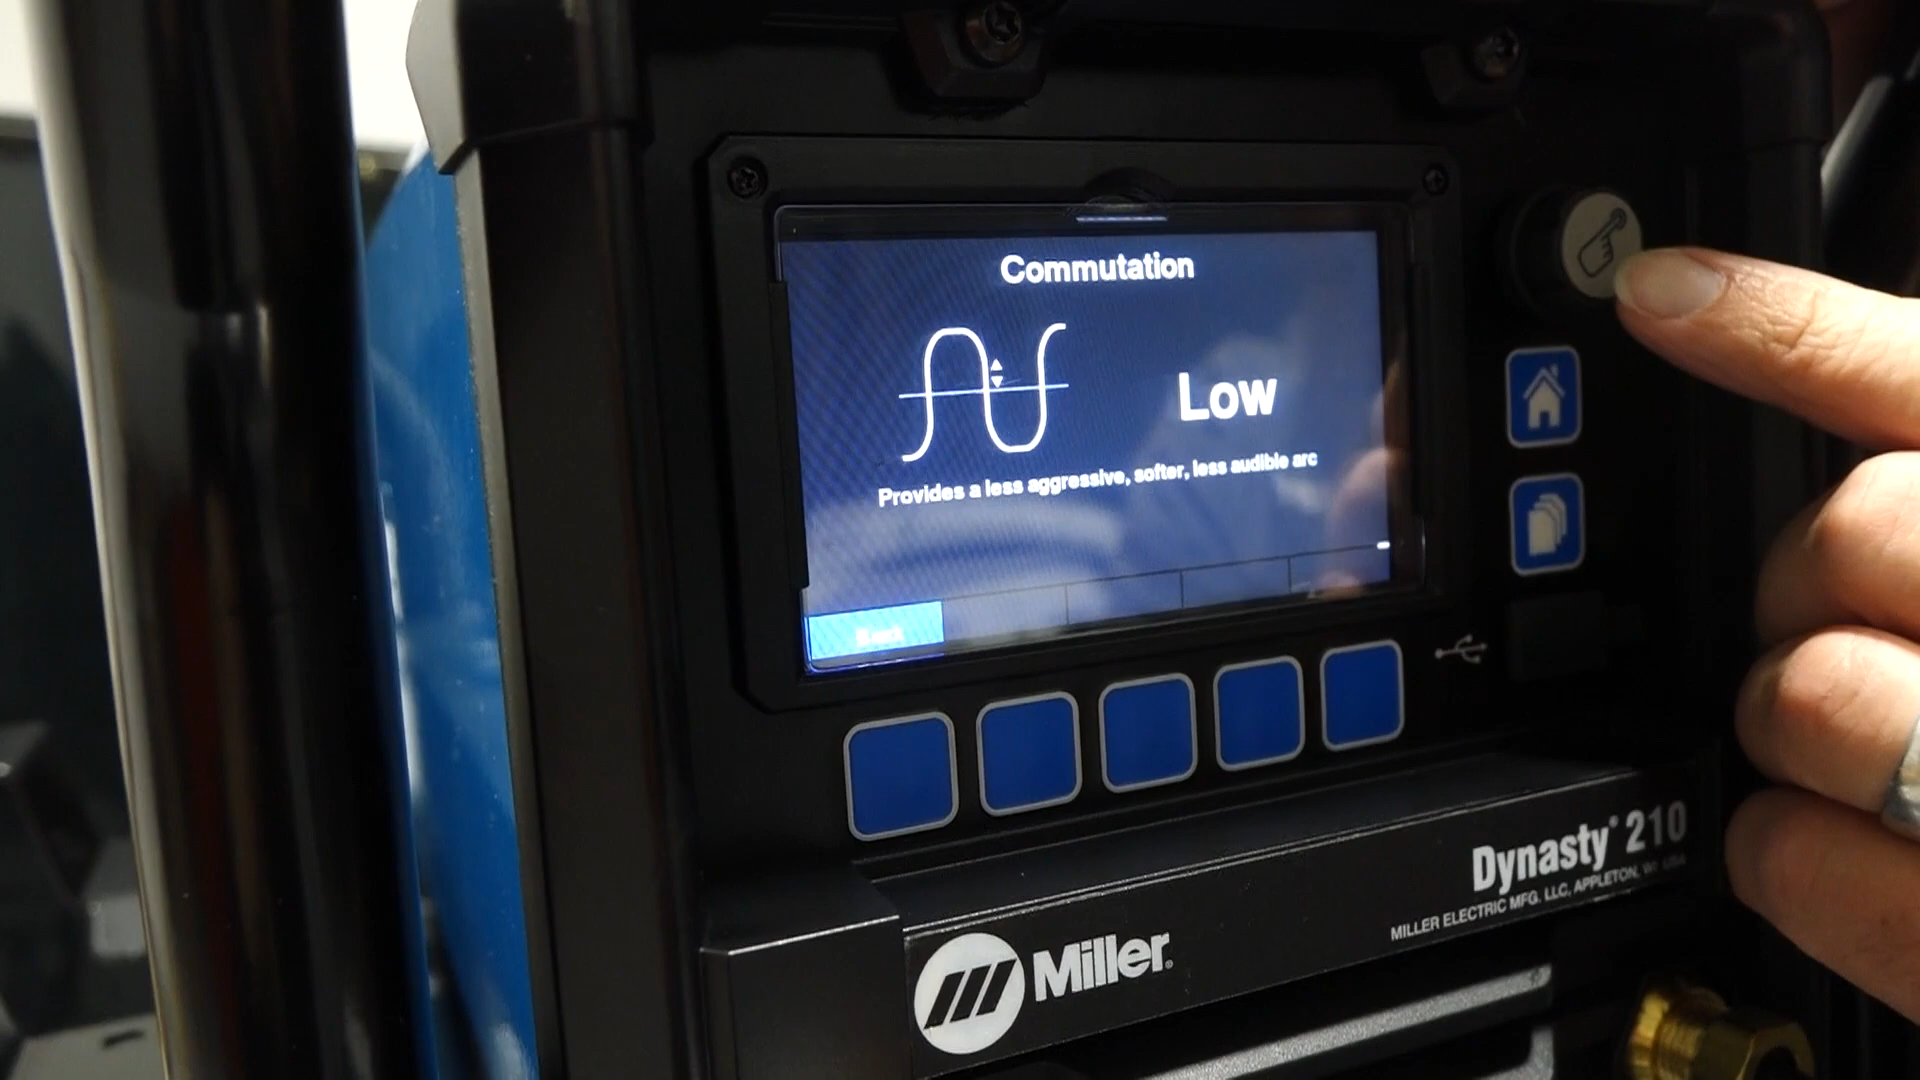 Commutation
Low
Provides a less aggressive, softer, less audible arc
Back
Dynasty® 210
MILLER ELECTRIC MFG. LLC, APPLETON, WI USA
Miller®